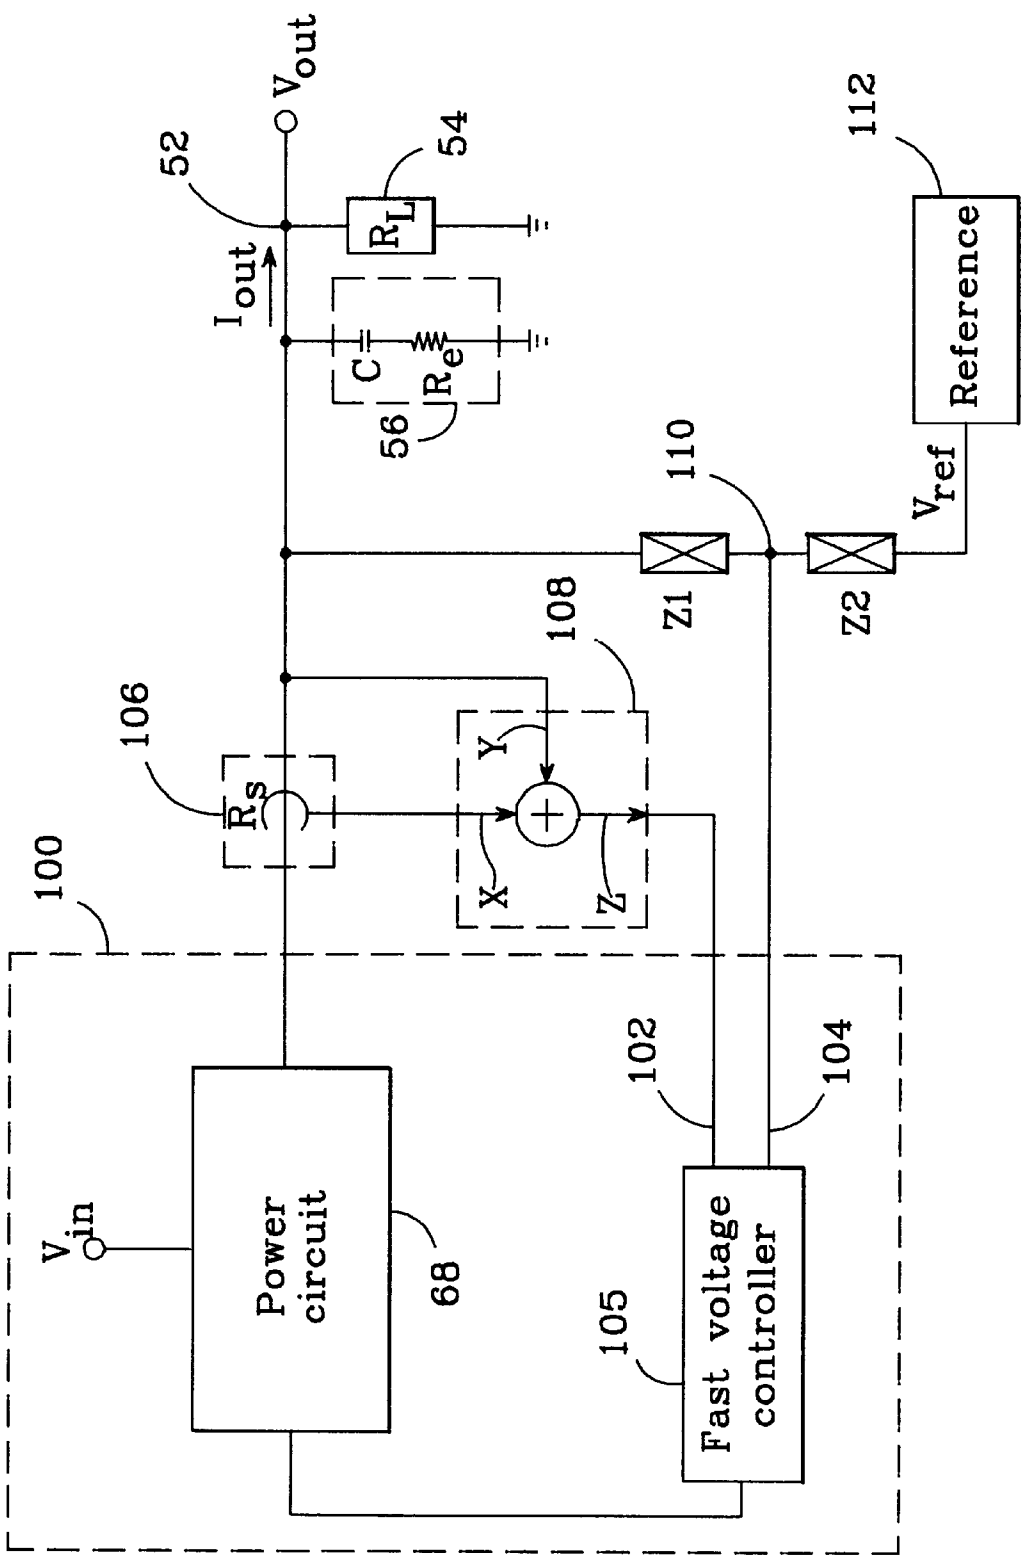 100
V_in
Power
circuit
68
105
Fast voltage
controller
102
104
106
R_s
X
Y
Z
108
I_out
52
V_out
C
R_e
56
R_L
54
Z1
110
Z2
V_ref
Reference
112